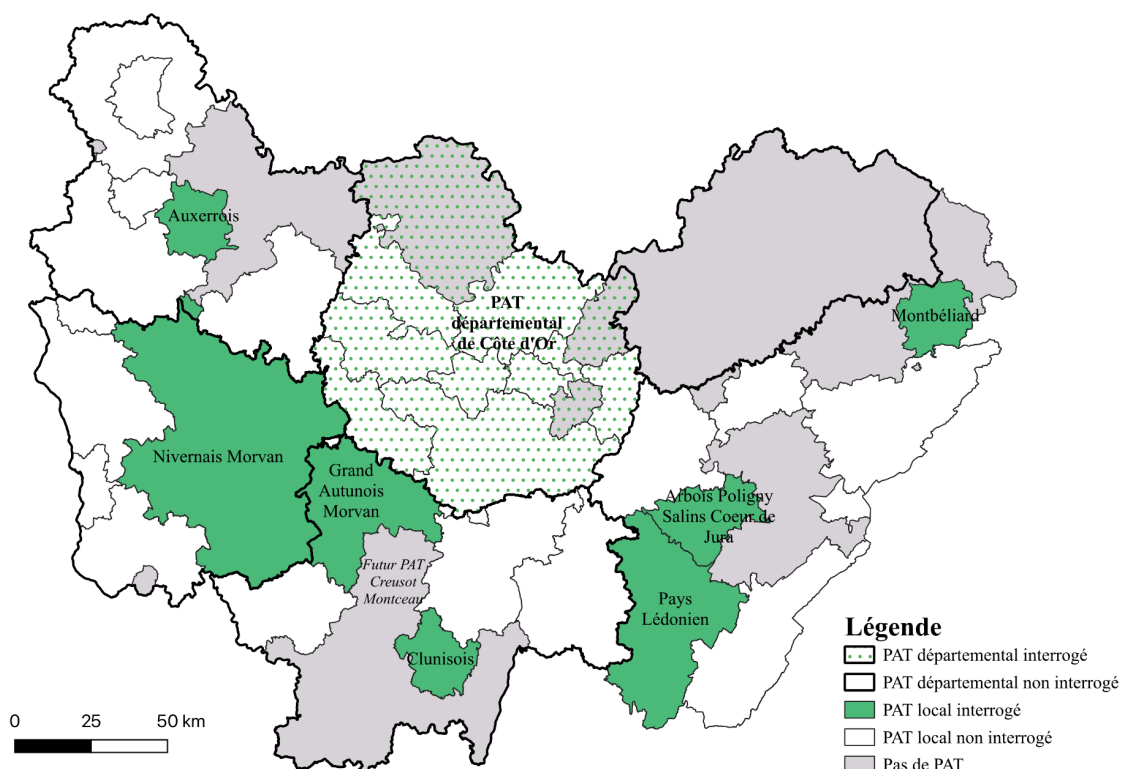 Auxerrois
PAT
départemental
de Côte d'Or
Montbéliard
Nivernais Morvan
Grand
Autunois
Morvan
Arbois Poligny
Salins Coeur de
Jura
Futur PAT
Creusot
Montceau
Pays
Lédonien
Clunisois
Légende
PAT départemental interrogé
PAT départemental non interrogé
PAT local interrogé
PAT local non interrogé
Pas de PAT
0 25 50 km